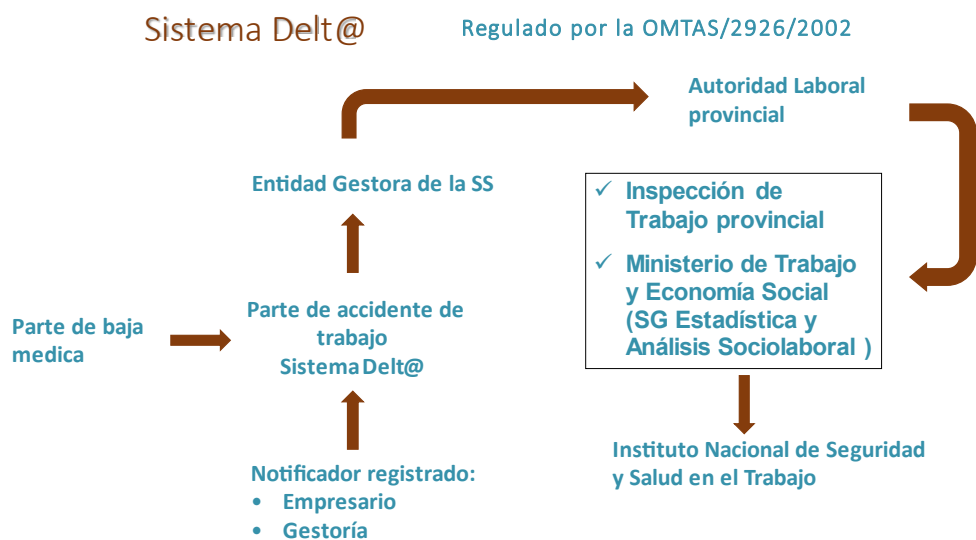 Sistema Delt@
Regulado por la OMTAS/2926/2002
Autoridad Laboral
provincial
Entidad Gestora de la SS
✓ Inspección de
Trabajo provincial
✓ Ministerio de Trabajo
y Economía Social
(SG Estadística y
Análisis Sociolaboral )
Parte de baja
medica
Parte de accidente de
trabajo
Sistema Delt@
Instituto Nacional de Seguridad
y Salud en el Trabajo
Notificador registrado:
• Empresario
• Gestoría